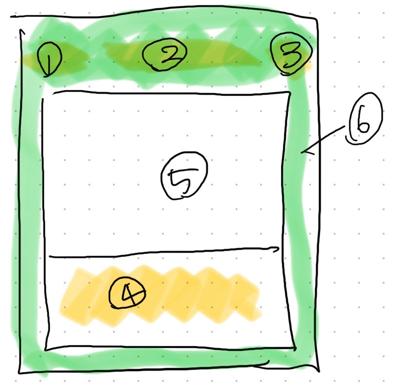 ① ② ③
⑥
⑤
④